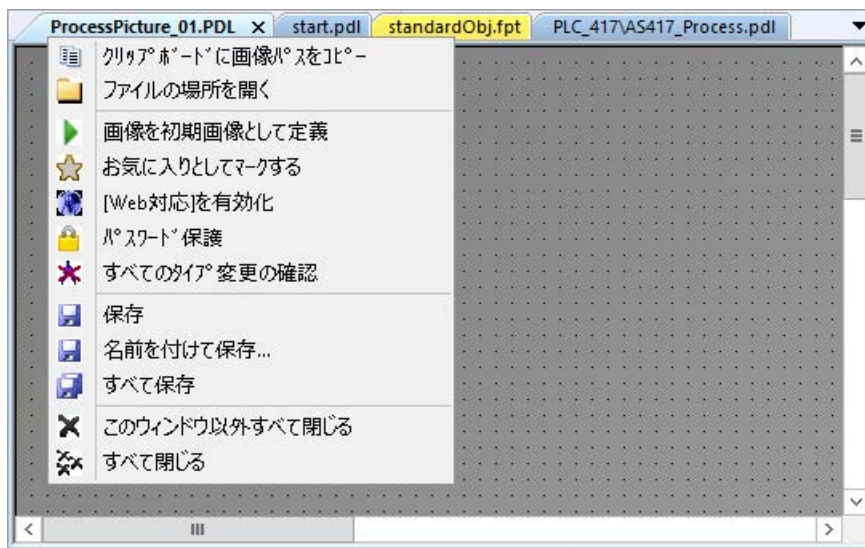 ProcessPicture_01.PDL
start.pdl
standardObj.fpt
PLC_417\AS417_Process.pdl
ｸﾘｯﾌﾟﾎﾞｰﾄﾞに画像ﾊﾟｽをｺﾋﾟｰ
ファイルの場所を開く
画像を初期画像として定義
お気に入りとしてﾏｰｸする
[Web対応]を有効化
ﾊﾟｽﾜｰﾄﾞ保護
すべてのﾀｲﾌﾟ変更の確認
保存
名前を付けて保存...
すべて保存
このウィンドウ以外すべて閉じる
すべて閉じる